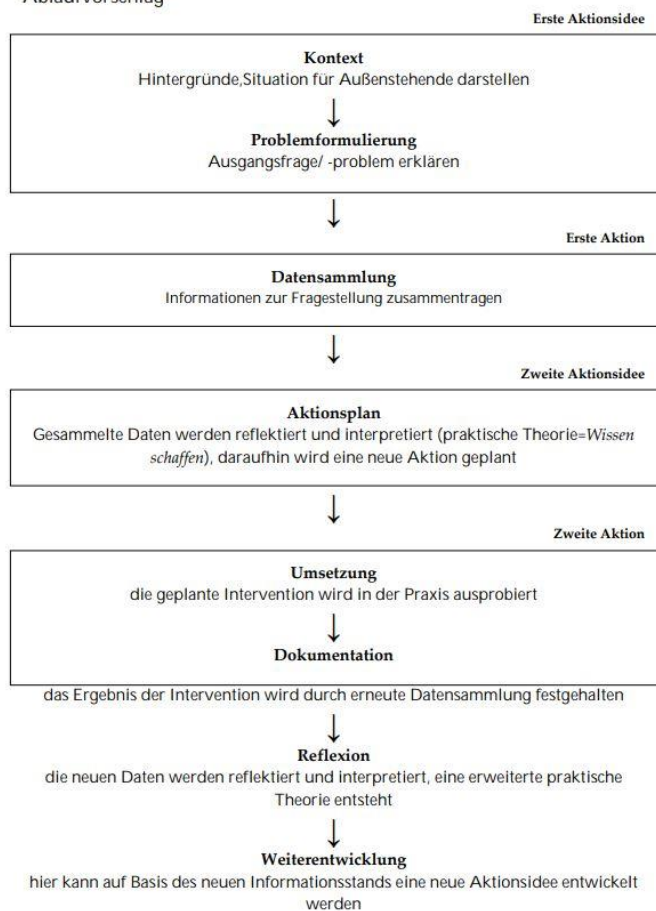 Ablaufvorschlag
Erste Aktionsidee
Kontext
Hintergründe,Situation für Außenstehende darstellen
Problemformulierung
Ausgangsfrage/ -problem erklären
Erste Aktion
Datensammlung
Informationen zur Fragestellung zusammentragen
Zweite Aktionsidee
Aktionsplan
Gesammelte Daten werden reflektiert und interpretiert (praktische Theorie=Wissen
schaffen), daraufhin wird eine neue Aktion geplant
Zweite Aktion
Umsetzung
die geplante Intervention wird in der Praxis ausprobiert
Dokumentation
das Ergebnis der Intervention wird durch erneute Datensammlung festgehalten
Reflexion
die neuen Daten werden reflektiert und interpretiert, eine erweiterte praktische
Theorie entsteht
Weiterentwicklung
hier kann auf Basis des neuen Informationsstands eine neue Aktionsidee entwickelt
werden